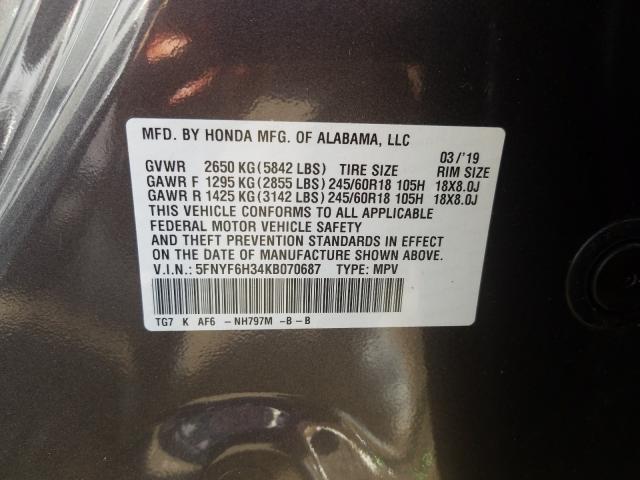 MFD. BY HONDA MFG. OF ALABAMA, LLC
03/'19
GVWR 2650 KG (5842 LBS) TIRE SIZE RIM SIZE
GAWR F 1295 KG (2855 LBS) 245/60R18 105H 18X8.0J
GAWR R 1425 KG (3142 LBS) 245/60R18 105H 18X8.0J
THIS VEHICLE CONFORMS TO ALL APPLICABLE
FEDERAL MOTOR VEHICLE SAFETY
AND THEFT PREVENTION STANDARDS IN EFFECT
ON THE DATE OF MANUFACTURE SHOWN ABOVE.
V.I.N.: 5FNYF6H34KB070687 TYPE: MPV
TG7 K AF6 -NH797M -B -B